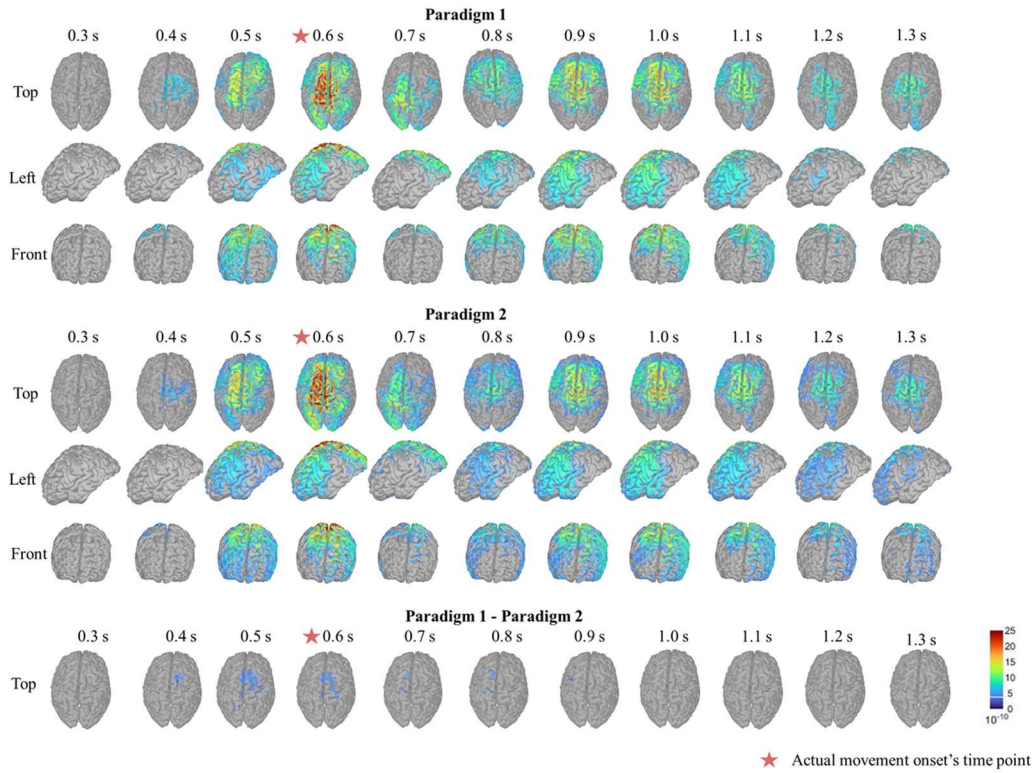 Paradigm 1
0.3 s 0.4 s 0.5 s 0.6 s 0.7 s 0.8 s 0.9 s 1.0 s 1.1 s 1.2 s 1.3 s
Top
Left
Front
Paradigm 2
0.3 s 0.4 s 0.5 s 0.6 s 0.7 s 0.8 s 0.9 s 1.0 s 1.1 s 1.2 s 1.3 s
Top
Left
Front
Paradigm 1 - Paradigm 2
0.3 s 0.4 s 0.5 s 0.6 s 0.7 s 0.8 s 0.9 s 1.0 s 1.1 s 1.2 s 1.3 s
Top
25
20
15
10
5
0
10⁻¹⁰
Actual movement onset's time point